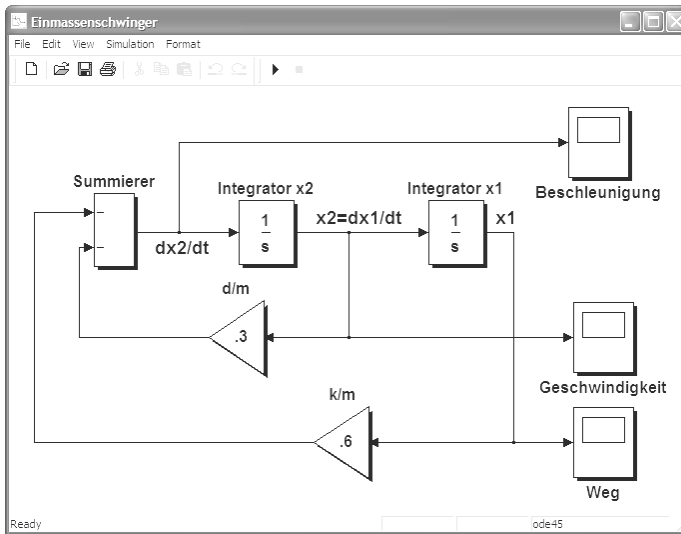 Einmassenschwinger
File Edit View Simulation Format
Summierer
Integrator x2
Integrator x1
Beschleunigung
1
s
x2=dx1/dt
1
s
x1
dx2/dt
d/m
.3
Geschwindigkeit
k/m
.6
Weg
Ready
ode45